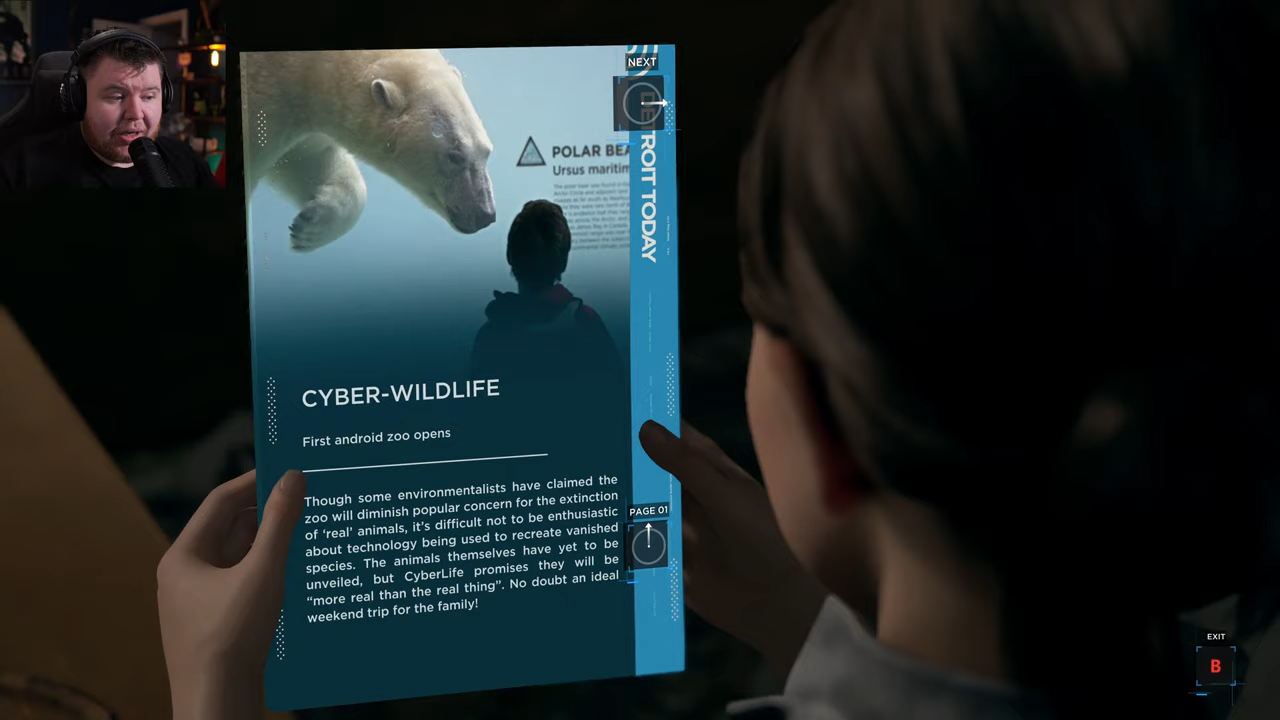 NEXT
DETROIT TODAY
POLAR BEA
Ursus maritim
CYBER-WILDLIFE
First android zoo opens
Though some environmentalists have claimed the
zoo will diminish popular concern for the extinction
of ‘real’ animals, it’s difficult not to be enthusiastic
about technology being used to recreate vanished
species. The animals themselves have yet to be
unveiled, but CyberLife promises they will be
“more real than the real thing”. No doubt an ideal
weekend trip for the family!
PAGE 01
EXIT
B